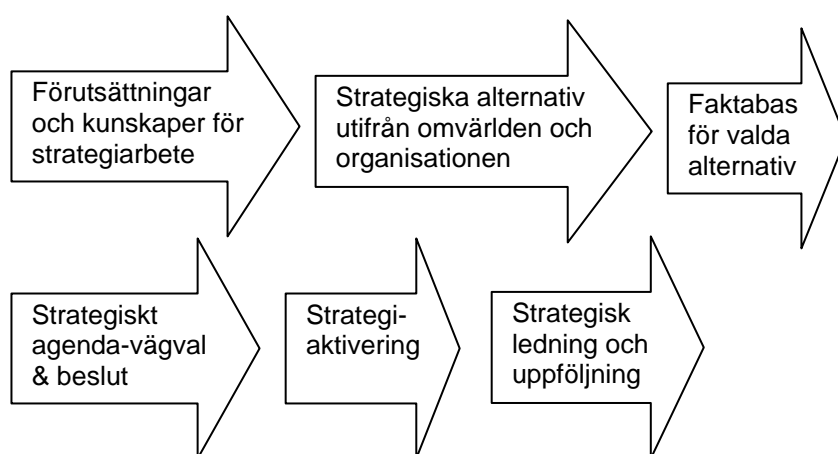 Förutsättningar
och kunskaper för
strategiarbete
Strategiska alternativ
utifrån omvärlden och
organisationen
Faktabas
för valda
alternativ
Strategiskt
agenda-vägval
& beslut
Strategi-
aktivering
Strategisk
ledning och
uppföljning